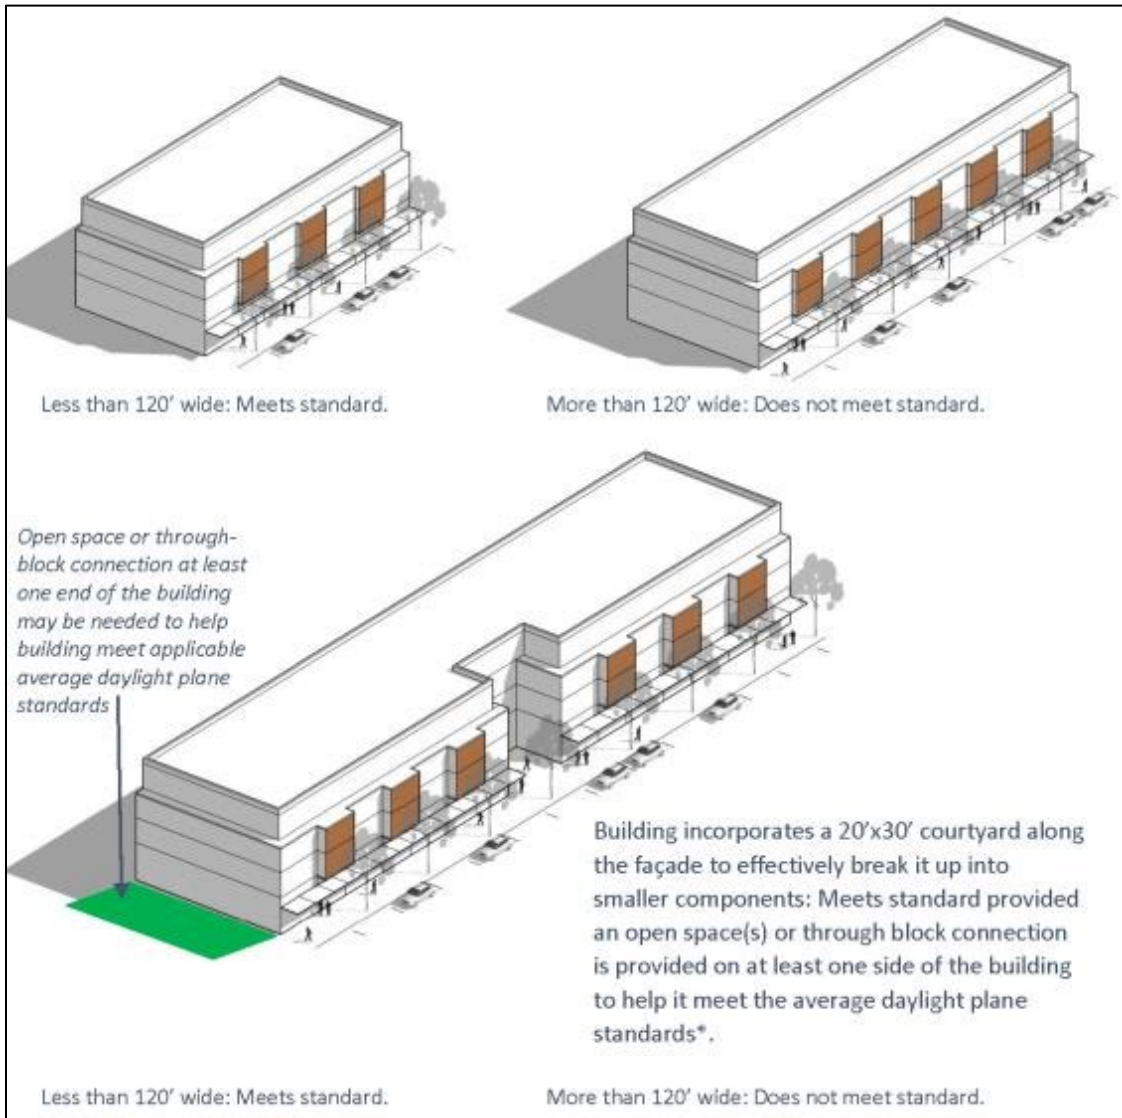 Less than 120’ wide: Meets standard.
More than 120’ wide: Does not meet standard.
Open space or through-
block connection at least
one end of the building
may be needed to help
building meet applicable
average daylight plane
standards
Building incorporates a 20’x30’ courtyard along
the façade to effectively break it up into
smaller components: Meets standard provided
an open space(s) or through block connection
is provided on at least one side of the building
to help it meet the average daylight plane
standards*.
Less than 120’ wide: Meets standard.
More than 120’ wide: Does not meet standard.